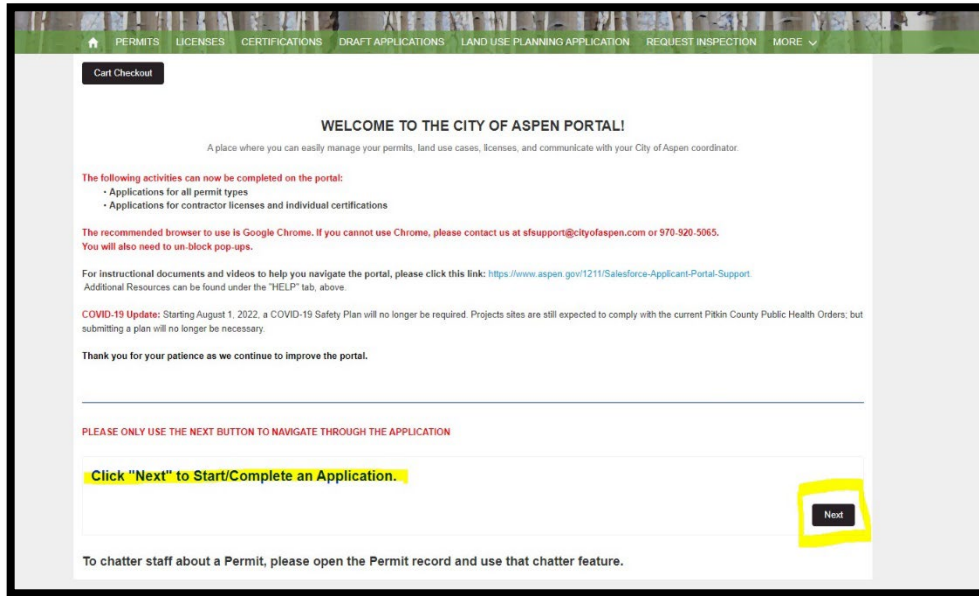 PERMITS LICENSES CERTIFICATIONS DRAFT APPLICATIONS LAND USE PLANNING APPLICATION REQUEST INSPECTION MORE
Cart Checkout
WELCOME TO THE CITY OF ASPEN PORTAL!
A place where you can easily manage your permits, land use cases, licenses, and communicate with your City of Aspen coordinator.
The following activities can now be completed on the portal:
• Applications for all permit types
• Applications for contractor licenses and individual certifications
The recommended browser to use is Google Chrome. If you cannot use Chrome, please contact us at sfsupport@cityofaspen.com or 970-920-5065.
You will also need to un-block pop-ups.
For instructional documents and videos to help you navigate the portal, please click this link: https://www.aspen.gov/1211/Salesforce-Applicant-Portal-Support
Additional Resources can be found under the "HELP" tab, above.
COVID-19 Update: Starting August 1, 2022, a COVID-19 Safety Plan will no longer be required. Projects sites are still expected to comply with the current Pitkin County Public Health Orders; but
submitting a plan will no longer be necessary.
Thank you for your patience as we continue to improve the portal.
PLEASE ONLY USE THE NEXT BUTTON TO NAVIGATE THROUGH THE APPLICATION
Click "Next" to Start/Complete an Application.
Next
To chatter staff about a Permit, please open the Permit record and use that chatter feature.